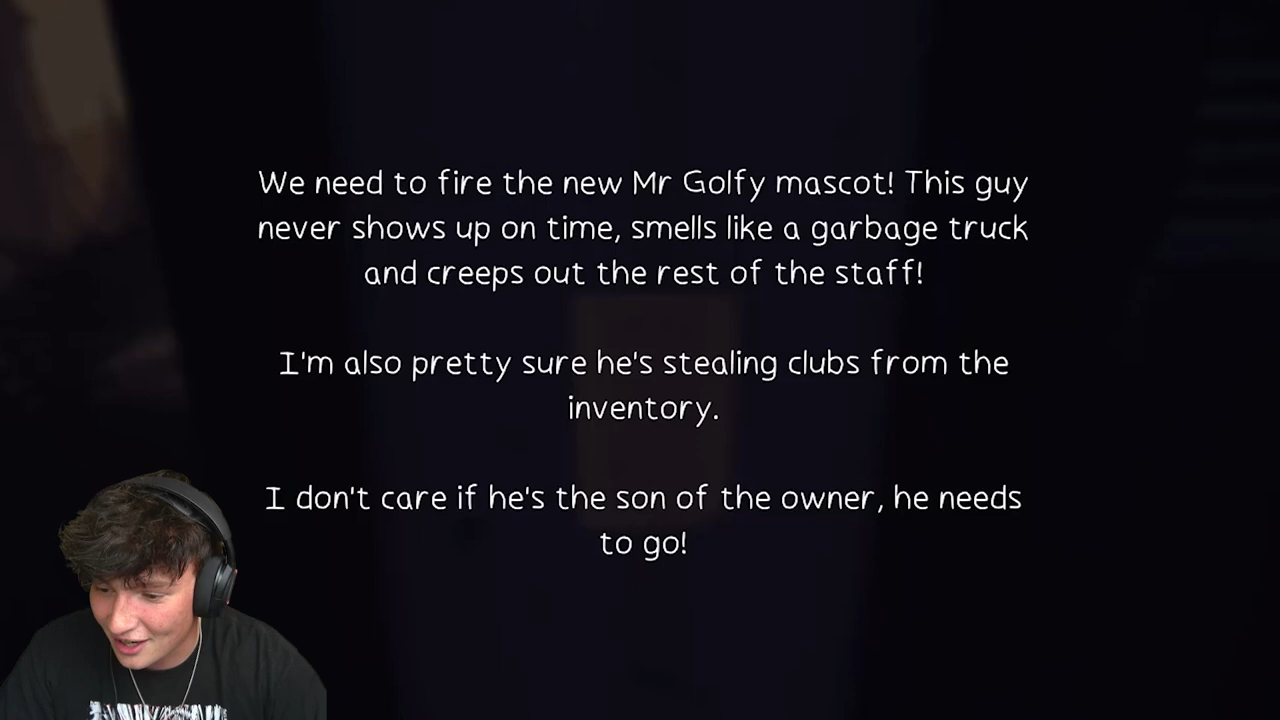 We need to fire the new Mr Golfy mascot! This guy
never shows up on time, smells like a garbage truck
and creeps out the rest of the staff!
I'm also pretty sure he's stealing clubs from the
inventory.
I don't care if he's the son of the owner, he needs
to go!